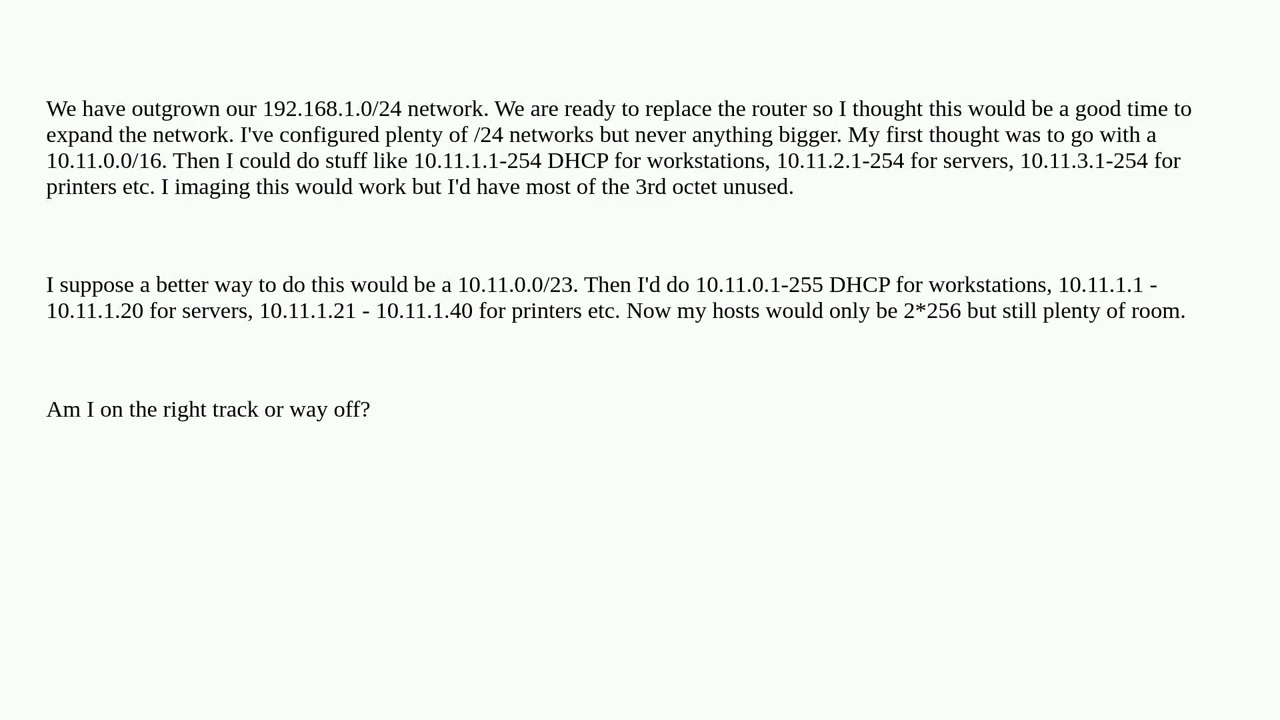 We have outgrown our 192.168.1.0/24 network. We are ready to replace the router so I thought this would be a good time to
expand the network. I've configured plenty of /24 networks but never anything bigger. My first thought was to go with a
10.11.0.0/16. Then I could do stuff like 10.11.1.1-254 DHCP for workstations, 10.11.2.1-254 for servers, 10.11.3.1-254 for
printers etc. I imaging this would work but I'd have most of the 3rd octet unused.
I suppose a better way to do this would be a 10.11.0.0/23. Then I'd do 10.11.0.1-255 DHCP for workstations, 10.11.1.1 -
10.11.1.20 for servers, 10.11.1.21 - 10.11.1.40 for printers etc. Now my hosts would only be 2*256 but still plenty of room.
Am I on the right track or way off?